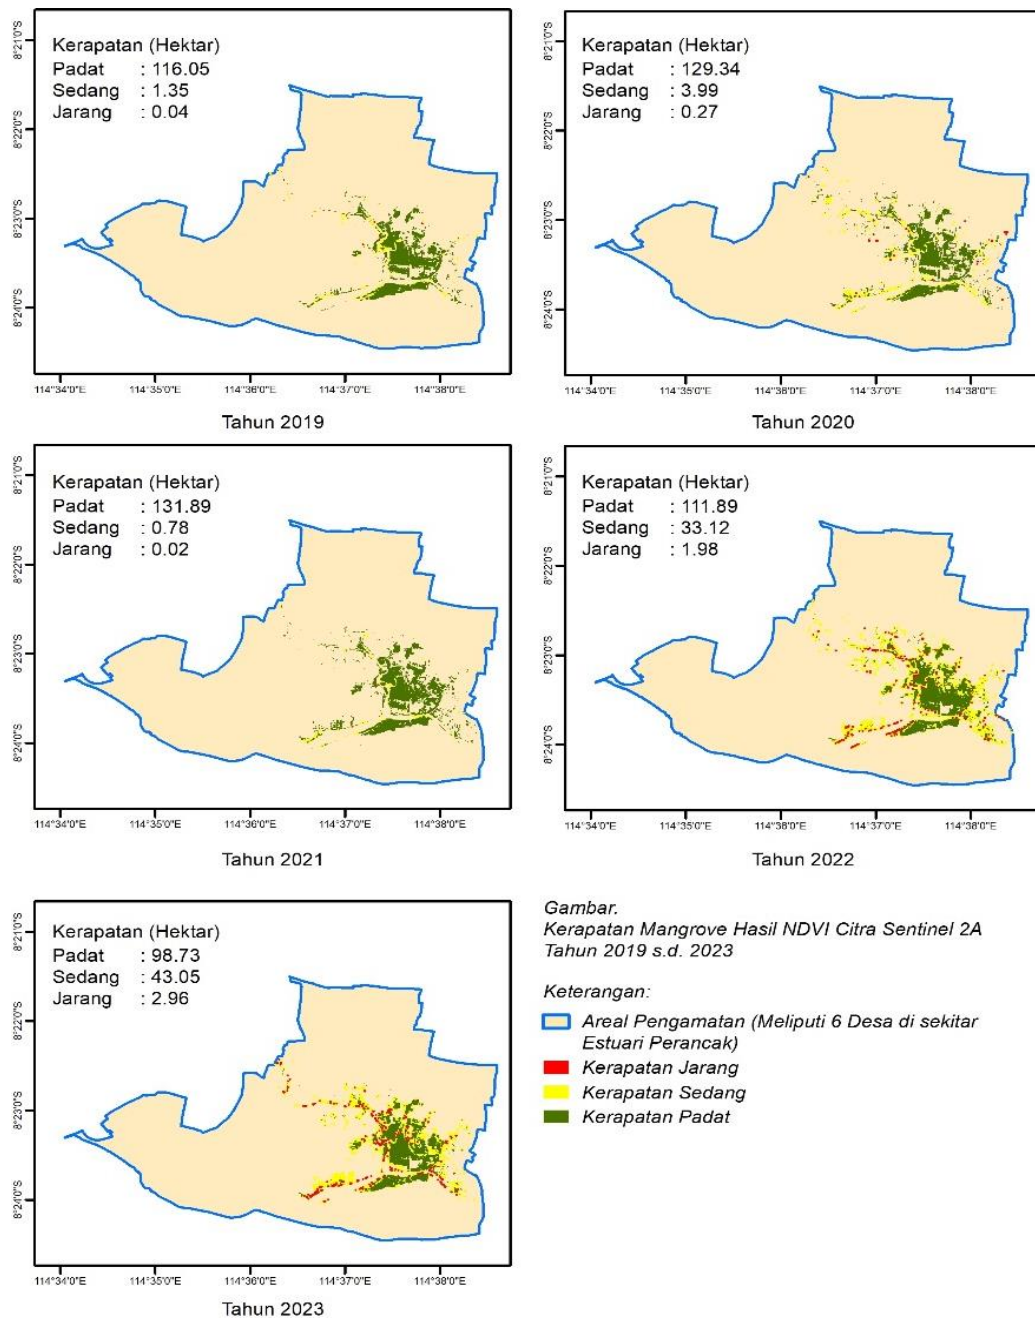 Kerapatan (Hektar)
Padat : 116.05
Sedang : 1.35
Jarang : 0.04
8°21'0"S
8°22'0"S
8°23'0"S
8°24'0"S
114°34'0"E 114°35'0"E 114°36'0"E 114°37'0"E 114°38'0"E
Tahun 2019
Kerapatan (Hektar)
Padat : 129.34
Sedang : 3.99
Jarang : 0.27
8°21'0"S
8°22'0"S
8°23'0"S
8°24'0"S
114°34'0"E 114°35'0"E 114°36'0"E 114°37'0"E 114°38'0"E
Tahun 2020
Kerapatan (Hektar)
Padat : 131.89
Sedang : 0.78
Jarang : 0.02
8°21'0"S
8°22'0"S
8°23'0"S
8°24'0"S
114°34'0"E 114°35'0"E 114°36'0"E 114°37'0"E 114°38'0"E
Tahun 2021
Kerapatan (Hektar)
Padat : 111.89
Sedang : 33.12
Jarang : 1.98
8°21'0"S
8°22'0"S
8°23'0"S
8°24'0"S
114°34'0"E 114°35'0"E 114°36'0"E 114°37'0"E 114°38'0"E
Tahun 2022
Kerapatan (Hektar)
Padat : 98.73
Sedang : 43.05
Jarang : 2.96
8°21'0"S
8°22'0"S
8°23'0"S
8°24'0"S
114°34'0"E 114°35'0"E 114°36'0"E 114°37'0"E 114°38'0"E
Tahun 2023
Gambar.
Kerapatan Mangrove Hasil NDVI Citra Sentinel 2A
Tahun 2019 s.d. 2023
Keterangan:
Areal Pengamatan (Meliputi 6 Desa di sekitar
Estuari Perancak)
Kerapatan Jarang
Kerapatan Sedang
Kerapatan Padat